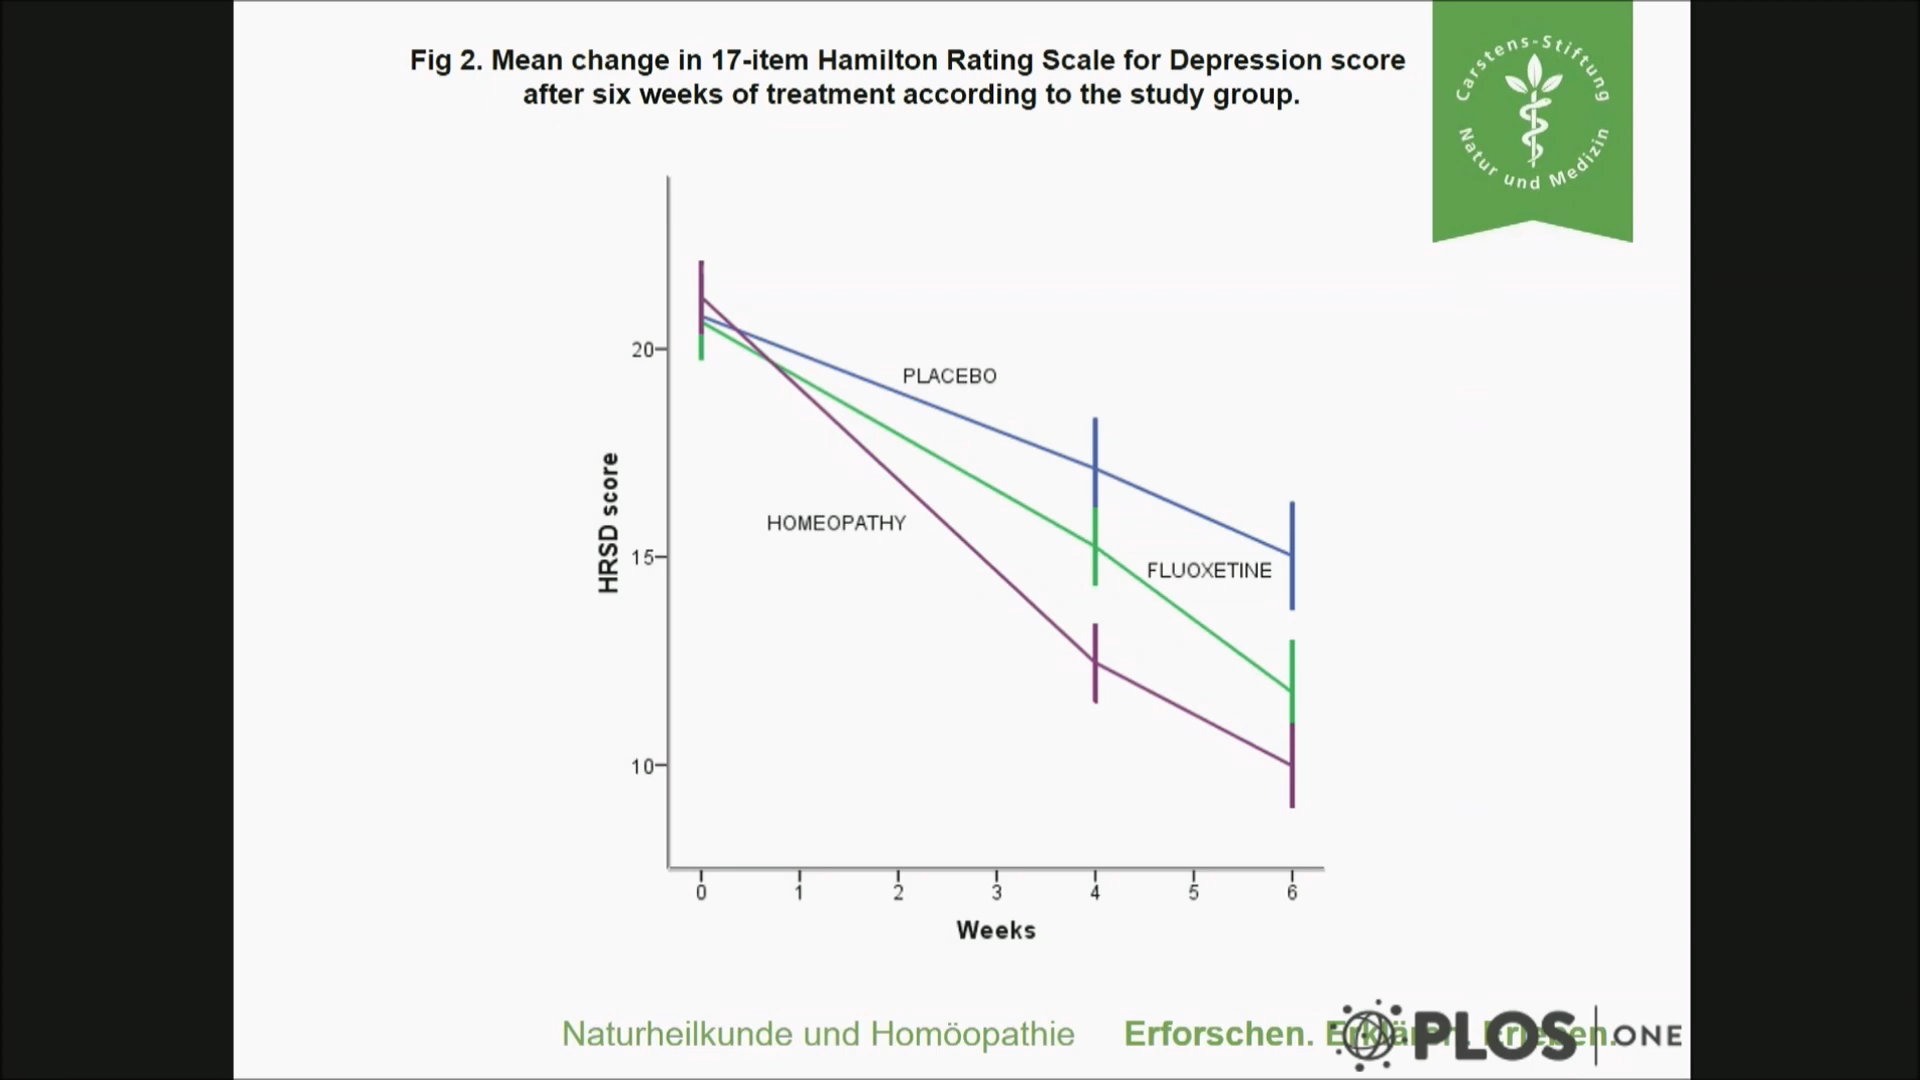 Fig 2. Mean change in 17-item Hamilton Rating Scale for Depression score
after six weeks of treatment according to the study group.
Carstens-Stiftung
Natur und Medizin
20
15
10
HRSD score
PLACEBO
HOMEOPATHY
FLUOXETINE
0 1 2 3 4 5 6
Weeks
Naturheilkunde und Homöopathie Erforschen.
PLOS ONE